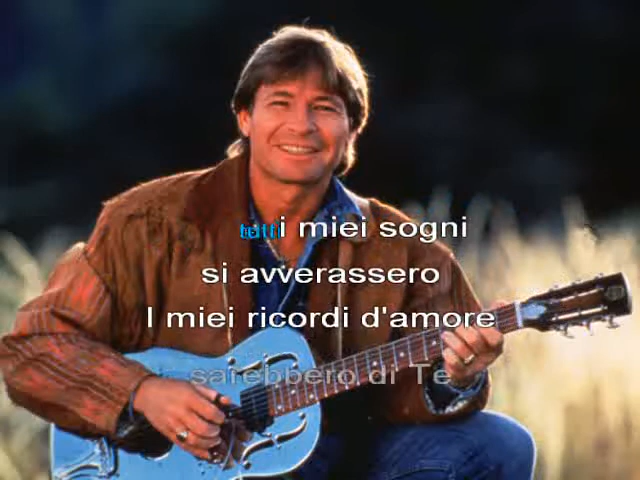 tutti i miei sogni
si avverassero
I miei ricordi d'amore
sarebbero di Te